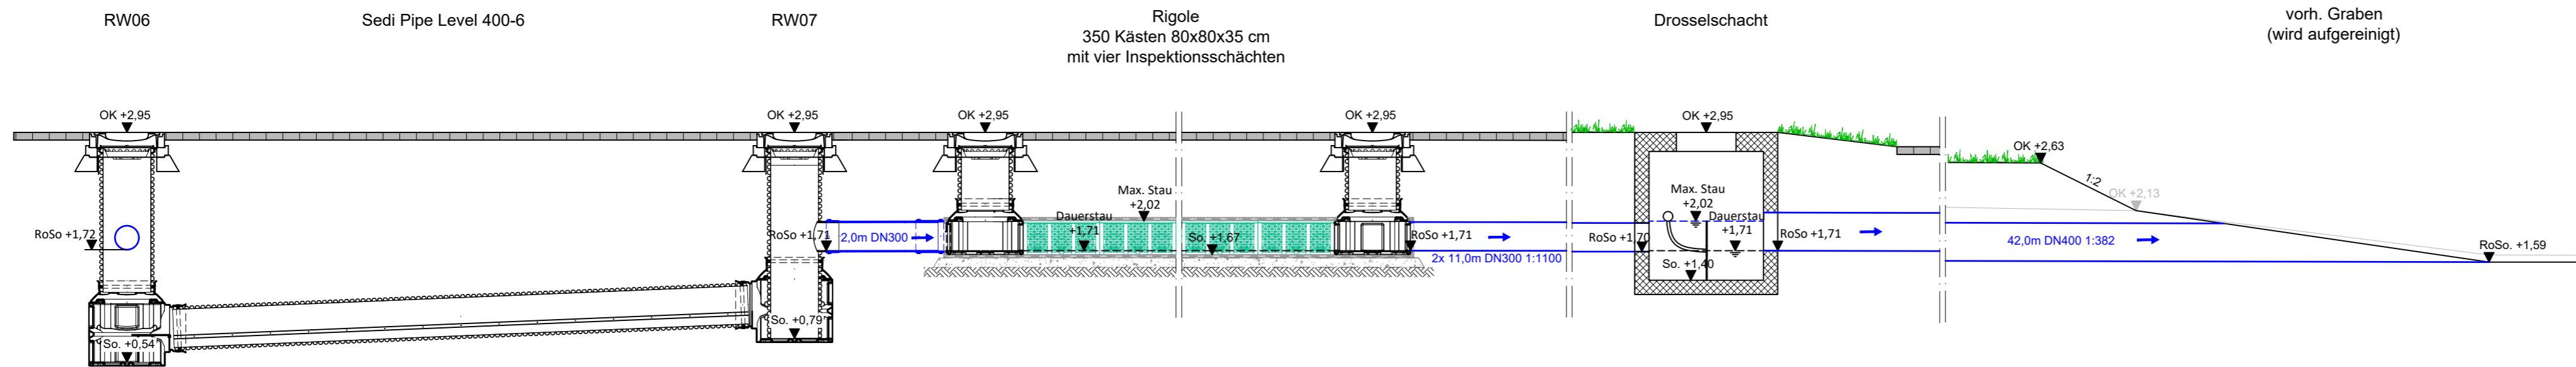 RW06
Sedi Pipe Level 400-6
RW07
Rigole
350 Kästen 80x80x35 cm
mit vier Inspektionsschächten
Drosselschacht
vorh. Graben
(wird aufgereinigt)
OK +2,95
OK +2,95
OK +2,95
OK +2,95
OK +2,95
OK +2,63
1:2
OK +2,13
Max. Stau
+2,02
Max. Stau
+2,02
Dauerstau
+1,71
Dauerstau
+1,71
RoSo +1,72
RoSo +1,71
2,0m DN300
So. +1,67
RoSo +1,71
2x 11,0m DN300 1:1100
RoSo +1,70
So. +1,40
RoSo +1,71
42,0m DN400 1:382
RoSo. +1,59
So. +0,54
So. +0,79